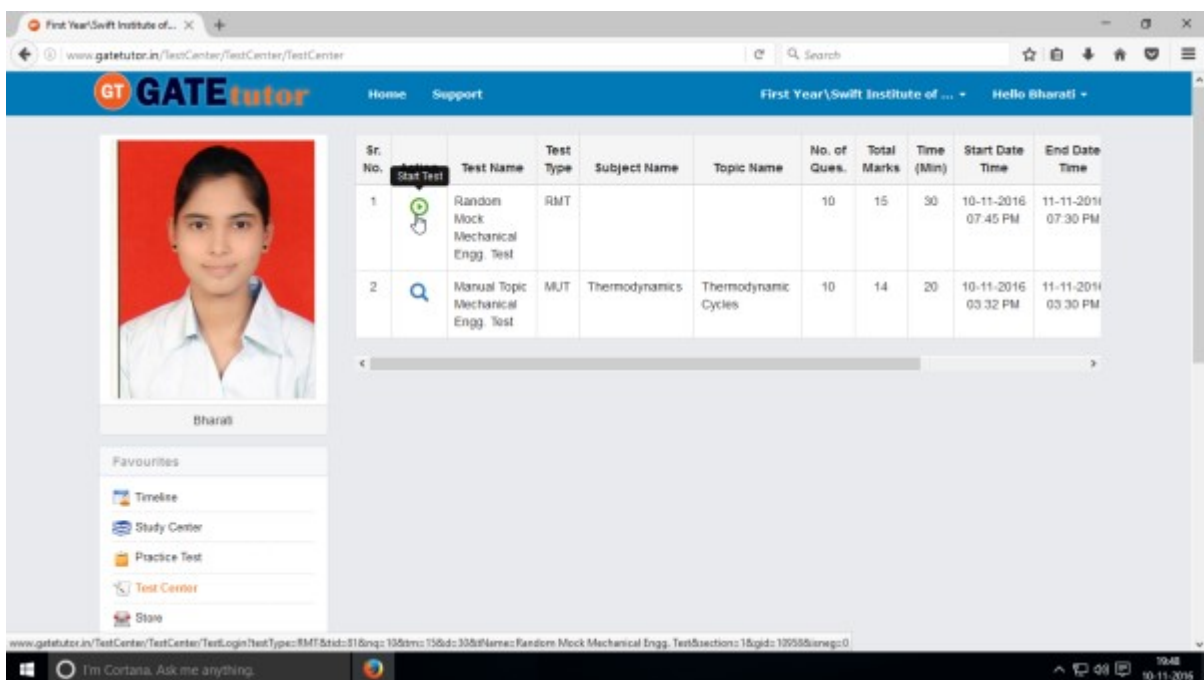 First Year\Swift Institute of...
www.gatetutor.in/TestCenter/TestCenter/TestCenter
Search
GT GATEtutor
Home Support
First Year\Swift Institute of ...
Hello Bharati
Sr. No. Test Name Test Type Subject Name Topic Name No. of Ques. Total Marks Time (Min) Start Date Time End Date Time
Start Test
1 Random Mock Mechanical Engg. Test RMT 10 15 30 10-11-2016 07:45 PM 11-11-2016 07:30 PM
2 Manual Topic Mechanical Engg. Test MUT Thermodynamics Thermodynamic Cycles 10 14 20 10-11-2016 03:32 PM 11-11-2016 03:30 PM
Bharati
Favourites
Timeline
Study Center
Practice Test
Test Center
Store
www.gatetutor.in/TestCenter/TestCenter/TestLogin?testType=RMT&tid=81&nq=10&tm=15&d=30&tName=Random Mock Mechanical Engg. Test&section=1&gid=10958&isneg=0
I'm Cortana. Ask me anything.
19:48
10-11-2016